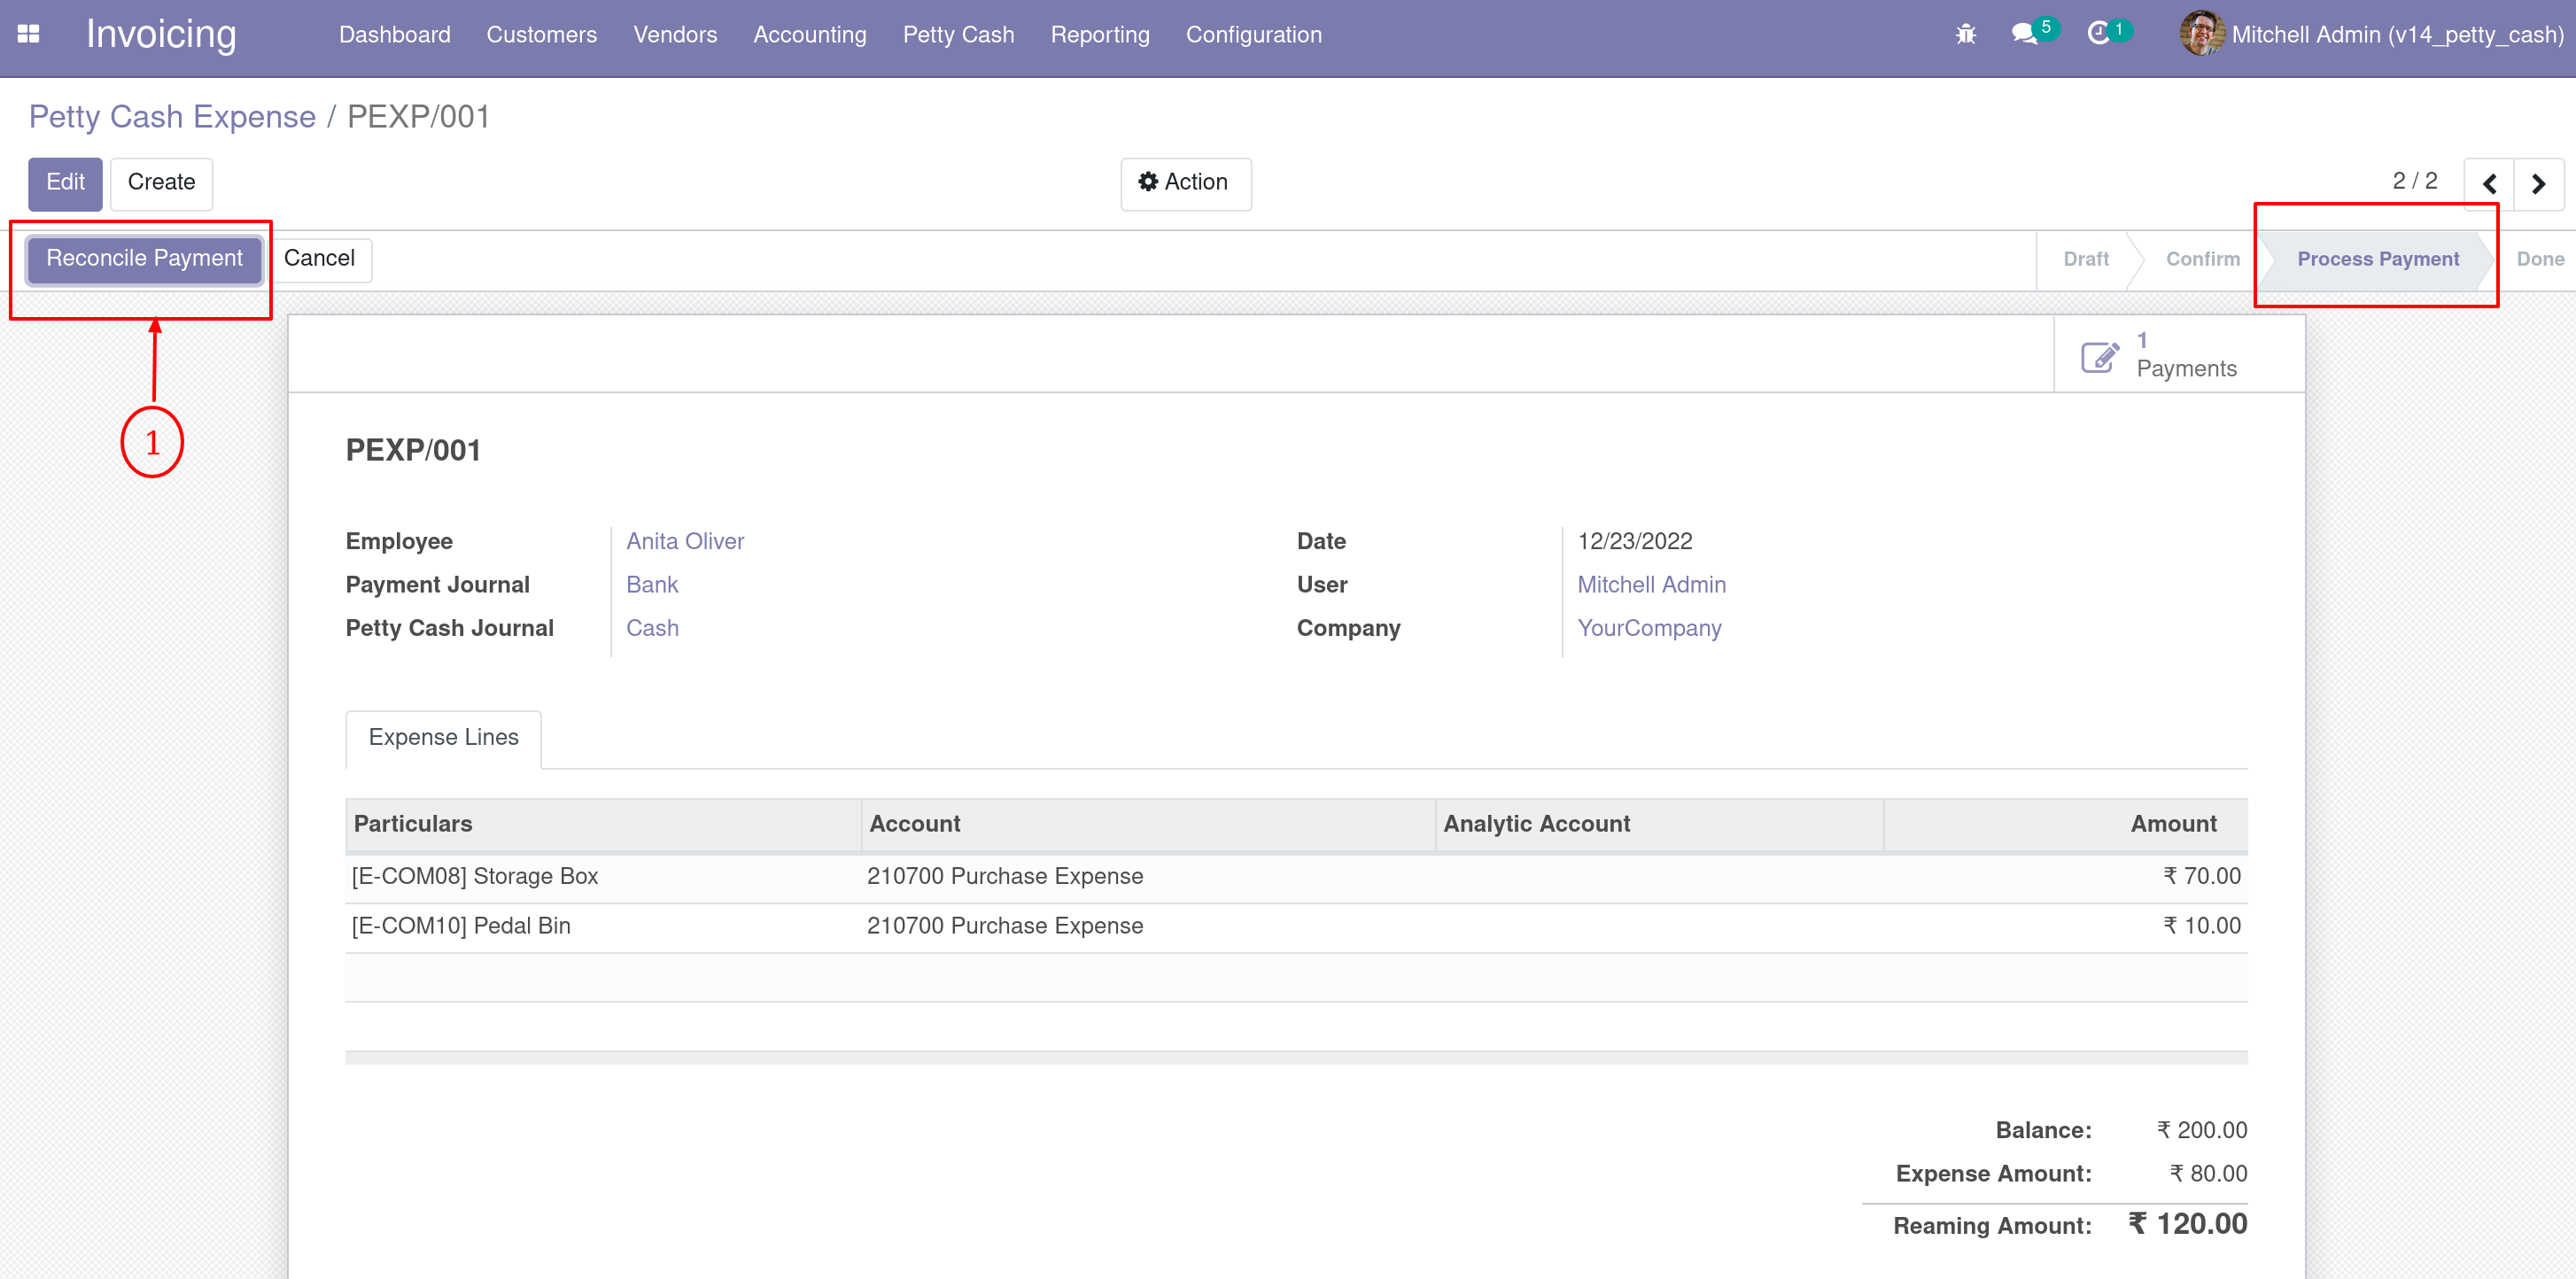 Invoicing Dashboard Customers Vendors Accounting Petty Cash Reporting Configuration 5 1 Mitchell Admin (v14_petty_cash)
Petty Cash Expense / PEXP/001
Edit Create Action 2 / 2
Reconcile Payment Cancel Draft Confirm Process Payment Done
1
Payments
1
PEXP/001
Employee Anita Oliver Date 12/23/2022
Payment Journal Bank User Mitchell Admin
Petty Cash Journal Cash Company YourCompany
Expense Lines
Particulars Account Analytic Account Amount
[E-COM08] Storage Box 210700 Purchase Expense ₹ 70.00
[E-COM10] Pedal Bin 210700 Purchase Expense ₹ 10.00
Balance: ₹ 200.00
Expense Amount: ₹ 80.00
Reaming Amount: ₹ 120.00